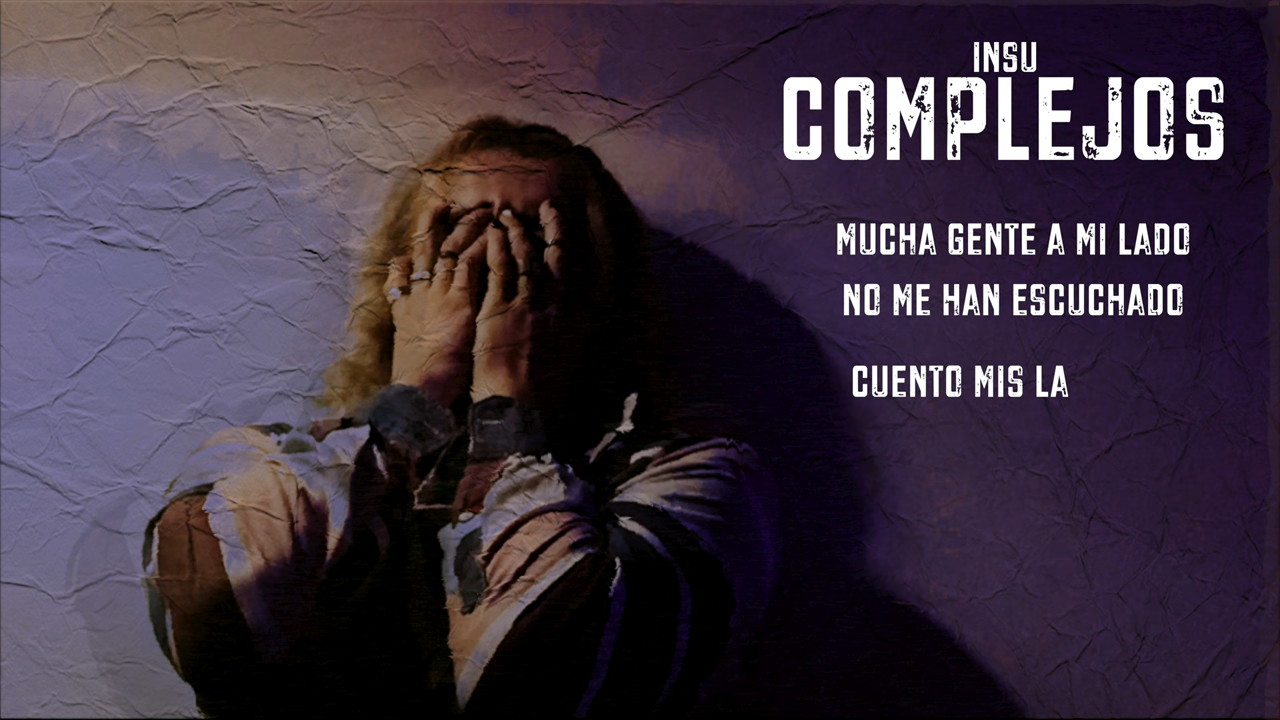 INSU
COMPLEJOS
MUCHA GENTE A MI LADO
NO ME HAN ESCUCHADO
CUENTO MIS LA